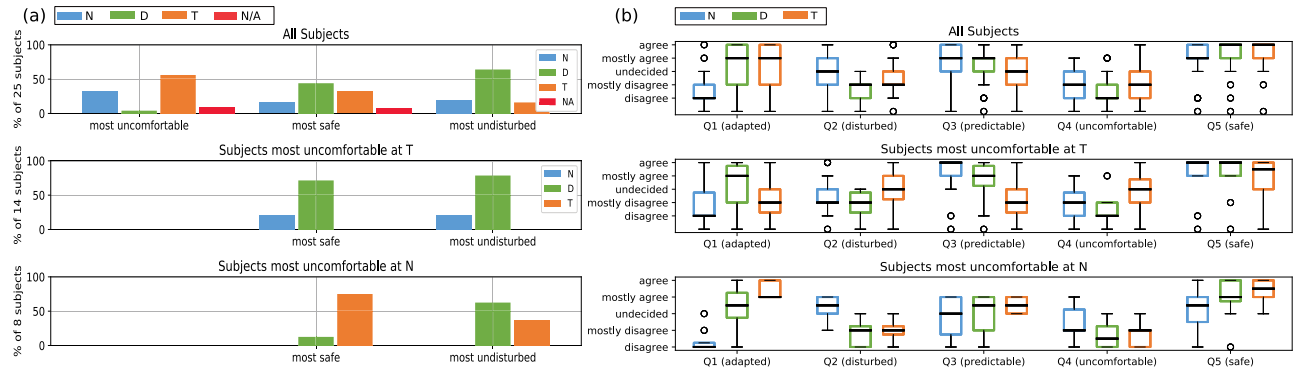 (a)
N D T N/A
All Subjects
% of 25 subjects
100
50
0
N
D
T
NA
most uncomfortable most safe most undisturbed
Subjects most uncomfortable at T
% of 14 subjects
100
50
0
N
D
T
most safe most undisturbed
Subjects most uncomfortable at N
% of 8 subjects
100
50
0
most safe most undisturbed
(b)
N D T
All Subjects
agree
mostly agree
undecided
mostly disagree
disagree
Q1 (adapted) Q2 (disturbed) Q3 (predictable) Q4 (uncomfortable) Q5 (safe)
Subjects most uncomfortable at T
agree
mostly agree
undecided
mostly disagree
disagree
Q1 (adapted) Q2 (disturbed) Q3 (predictable) Q4 (uncomfortable) Q5 (safe)
Subjects most uncomfortable at N
agree
mostly agree
undecided
mostly disagree
disagree
Q1 (adapted) Q2 (disturbed) Q3 (predictable) Q4 (uncomfortable) Q5 (safe)